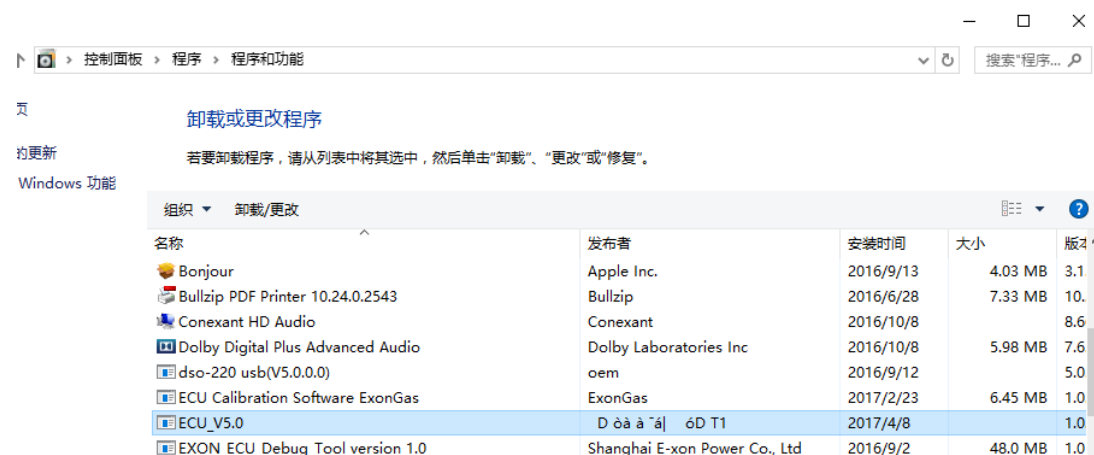 控制面板 › 程序 › 程序和功能
搜索"程序...
页
卸载或更改程序
的更新
若要卸载程序，请从列表中将其选中，然后单击"卸载"、"更改"或"修复"。
Windows 功能
组织 卸载/更改
名称 发布者 安装时间 大小 版本
Bonjour Apple Inc. 2016/9/13 4.03 MB 3.1
Bullzip PDF Printer 10.24.0.2543 Bullzip 2016/6/28 7.33 MB 10.
Conexant HD Audio Conexant 2016/10/8 8.6
Dolby Digital Plus Advanced Audio Dolby Laboratories Inc 2016/10/8 5.98 MB 7.6
dso-220 usb(V5.0.0.0) oem 2016/9/12 5.0
ECU Calibration Software ExonGas ExonGas 2017/2/23 6.45 MB 1.0
ECU_V5.0 D òà à ¯á| óD T1 2017/4/8 1.0
EXON ECU Debug Tool version 1.0 Shanghai E-xon Power Co., Ltd 2016/9/2 48.0 MB 1.0